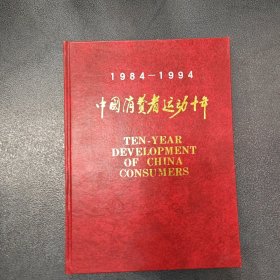 1984-1994
中国消费者运动十年
TEN-YEAR
DEVELOPMENT
OF CHINA
CONSUMERS